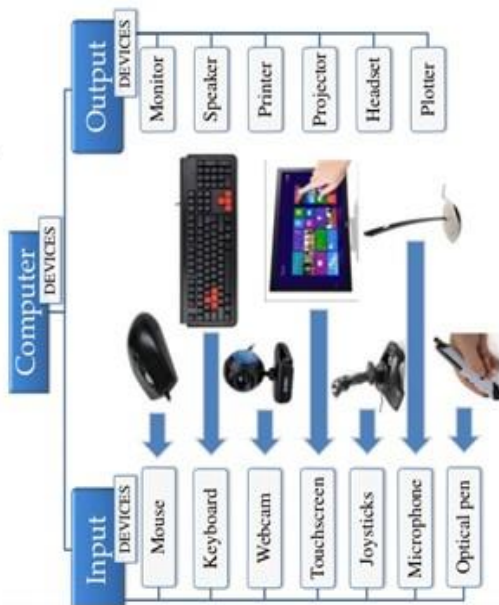 Computer
DEVICES
Input
DEVICES
Mouse
Keyboard
Webcam
Touchscreen
Joysticks
Microphone
Optical pen
Output
DEVICES
Monitor
Speaker
Printer
Projector
Headset
Plotter